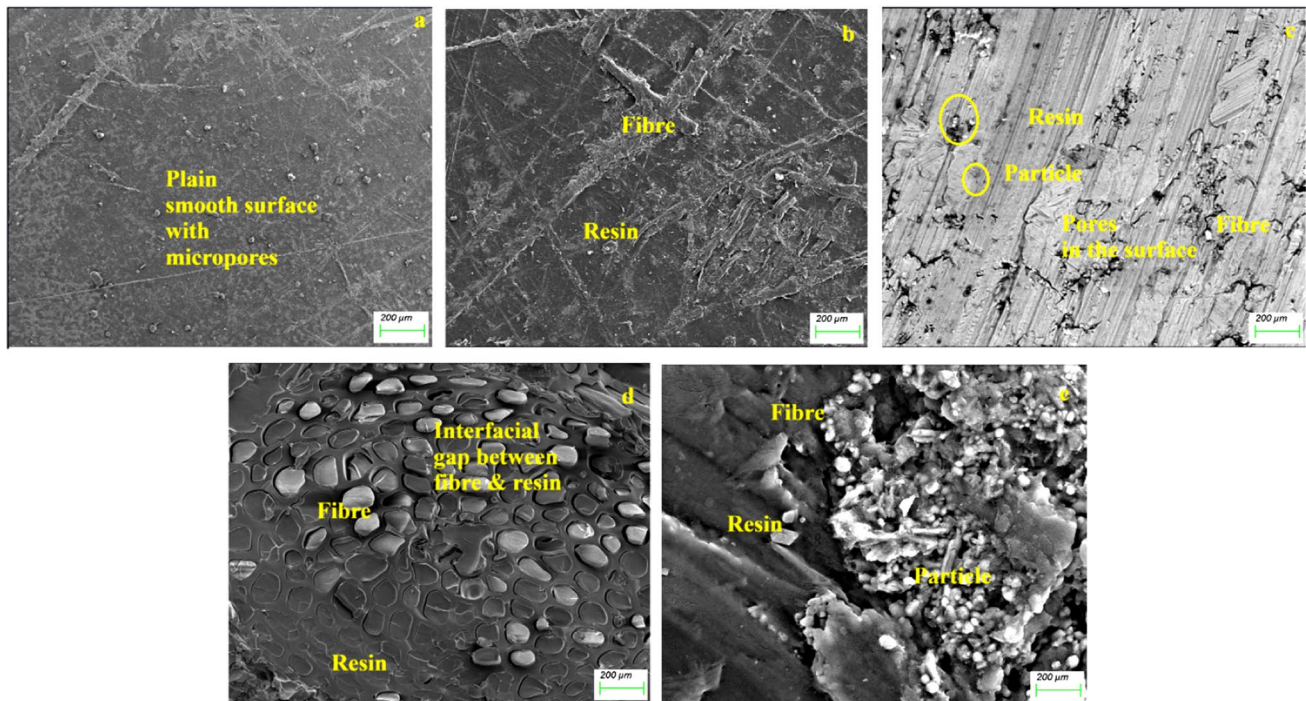 a
Plain
smooth surface
with
micropores
200 µm
b
Fibre
Resin
200 µm
c
Resin
Particle
Pores
in the surface
Fibre
200 µm
d
Interfacial
gap between
fibre & resin
Fibre
Resin
200 µm
e
Fibre
Resin
Particle
200 µm